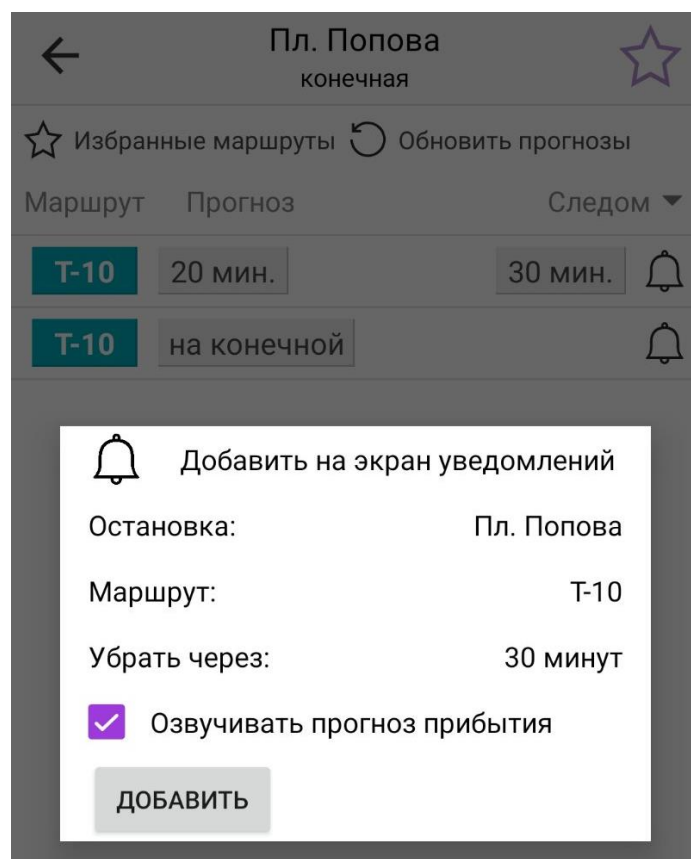 Пл. Попова
конечная
Избранные маршруты Обновить прогнозы
Маршрут Прогноз Следом
Т-10 20 мин. 30 мин.
Т-10 на конечной
Добавить на экран уведомлений
Остановка: Пл. Попова
Маршрут: Т-10
Убрать через: 30 минут
Озвучивать прогноз прибытия
ДОБАВИТЬ